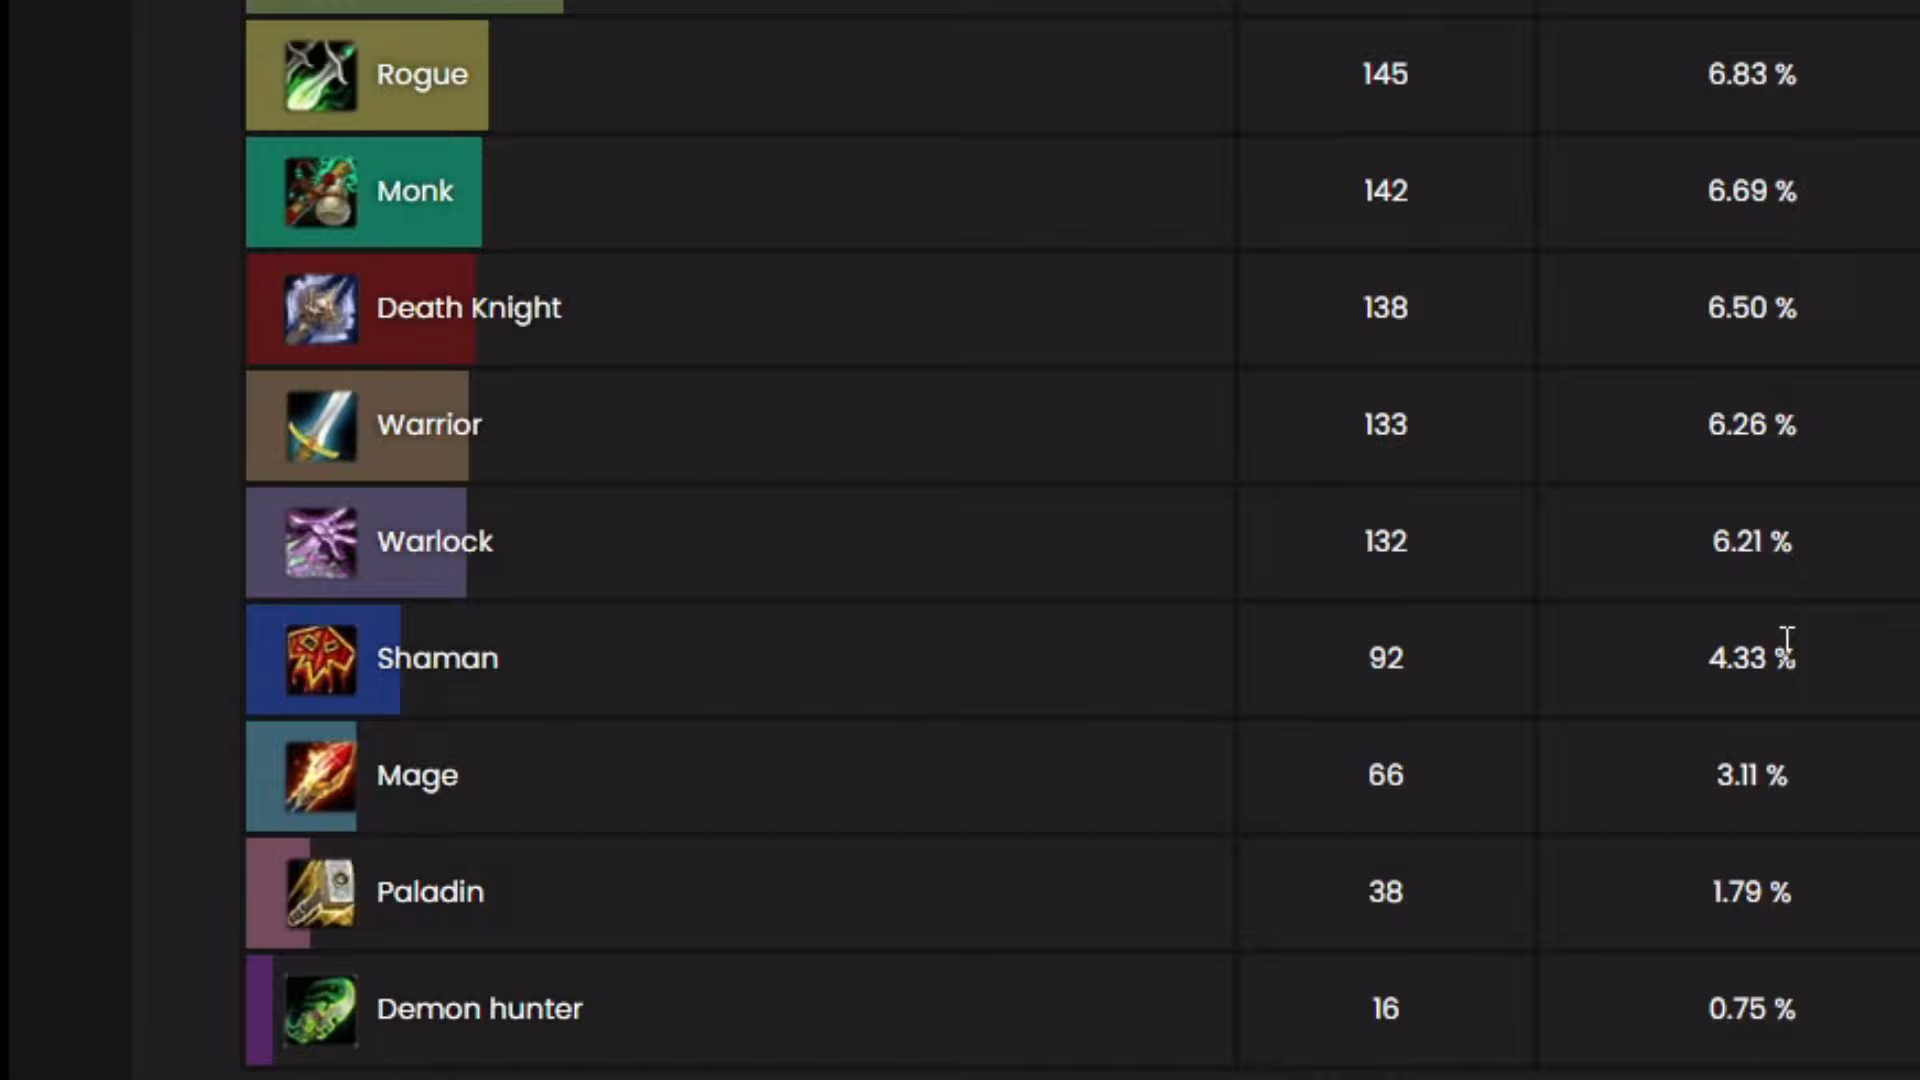 Rogue 145 6.83 %
Monk 142 6.69 %
Death Knight 138 6.50 %
Warrior 133 6.26 %
Warlock 132 6.21 %
Shaman 92 4.33 %
Mage 66 3.11 %
Paladin 38 1.79 %
Demon hunter 16 0.75 %